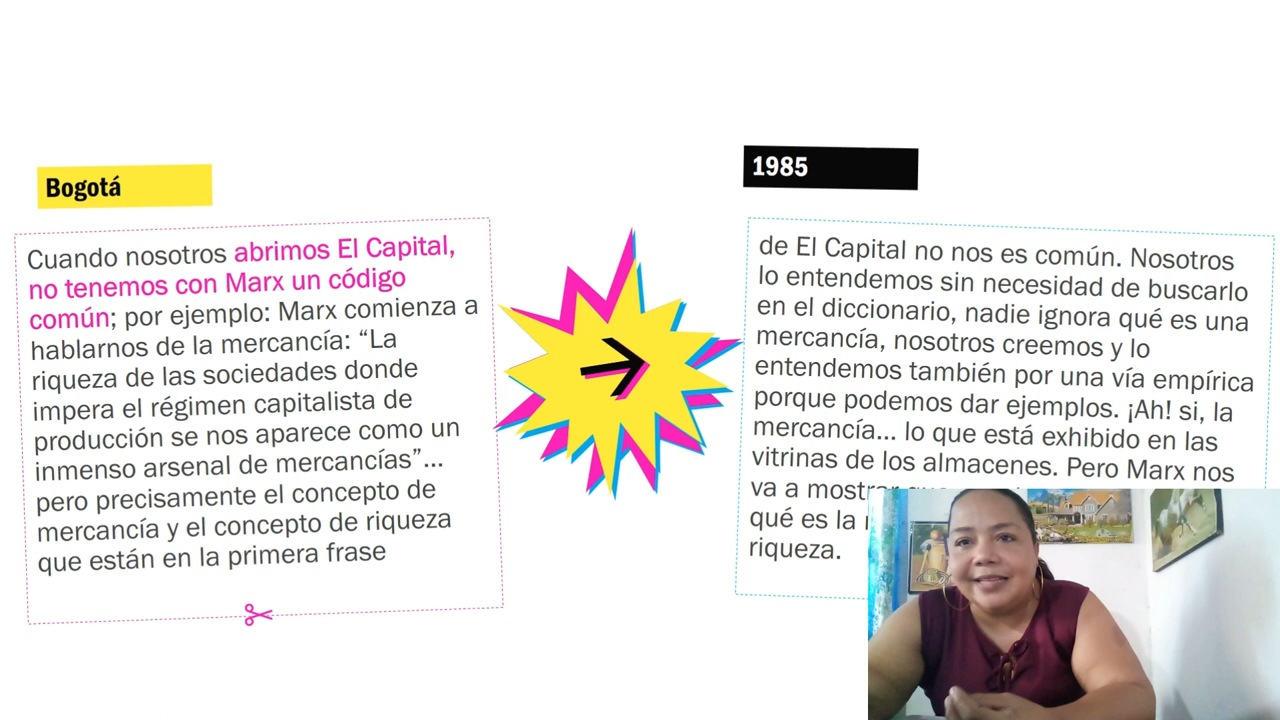 Bogotá
Cuando nosotros abrimos El Capital,
no tenemos con Marx un código
común; por ejemplo: Marx comienza a
hablarnos de la mercancía: “La
riqueza de las sociedades donde
impera el régimen capitalista de
producción se nos aparece como un
inmenso arsenal de mercancías”...
pero precisamente el concepto de
mercancía y el concepto de riqueza
que están en la primera frase
1985
de El Capital no nos es común. Nosotros
lo entendemos sin necesidad de buscarlo
en el diccionario, nadie ignora qué es una
mercancía, nosotros creemos y lo
entendemos también por una vía empírica
porque podemos dar ejemplos. ¡Ah! si, la
mercancía... lo que está exhibido en las
vitrinas de los almacenes. Pero Marx nos
va a mostrar
qué es la
riqueza.